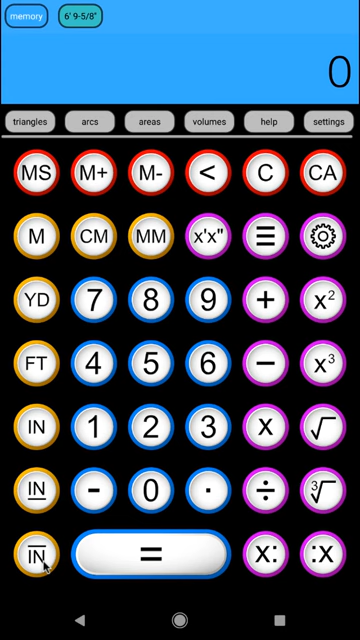 memory 6' 9-5/8"
0
triangles arcs areas volumes help settings
MS M+ M- < C CA
M CM MM x'x"
YD 7 8 9 + x²
FT 4 5 6 − x³
IN 1 2 3 x √
IN - 0 · ÷ ³√
IN = x: :x